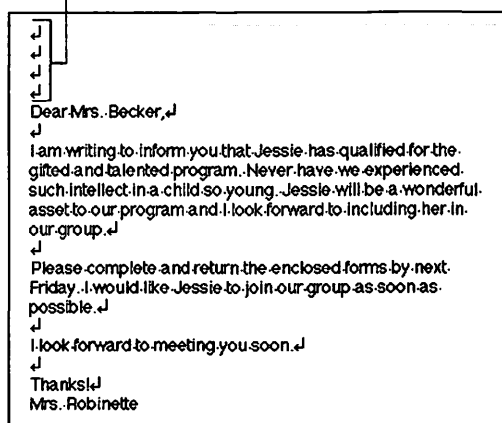 ↵
↵
↵
↵
Dear·Mrs.·Becker,↵
↵
I·am·writing·to·inform·you·that·Jessie·has·qualified·for·the·
gifted·and·talented·program.·Never·have·we·experienced·
such·intellect·in·a·child·so·young.·Jessie·will·be·a·wonderful·
asset·to·our·program·and·I·look·forward·to·including·her·in·
our·group.↵
↵
Please·complete·and·return·the·enclosed·forms·by·next·
Friday.·I·would·like·Jessie·to·join·our·group·as·soon·as·
possible.↵
↵
I·look·forward·to·meeting·you·soon.↵
↵
Thanks!↵
Mrs.·Robinette